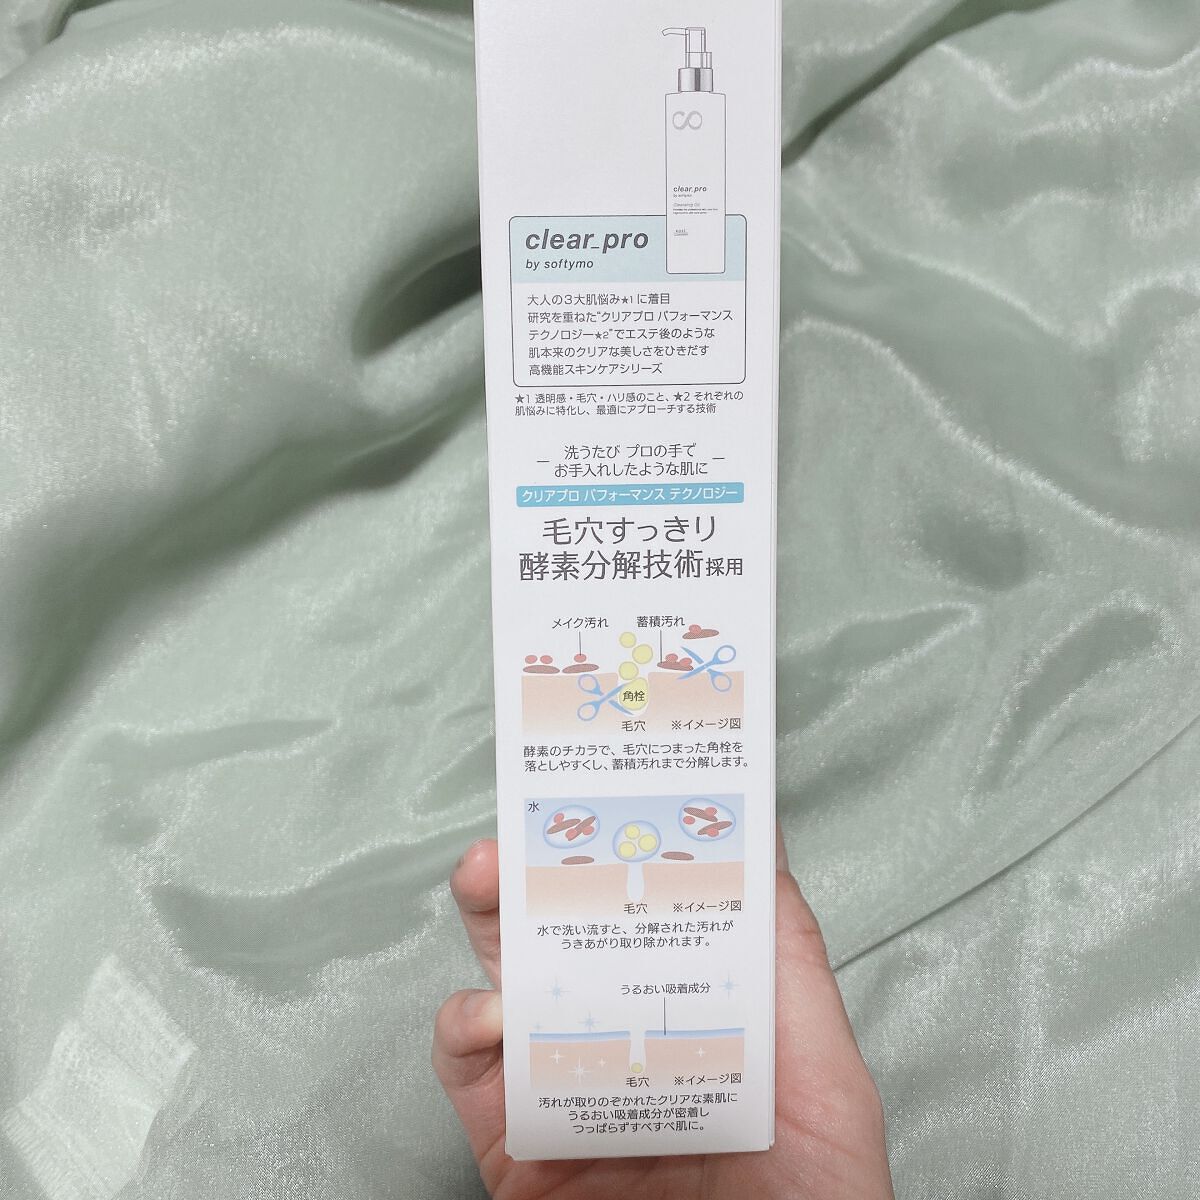 clear_pro
by softymo
Cleansing Oil
clear_pro
by softymo
大人の3大肌悩み★1に着目
研究を重ねた"クリアプロ パフォーマンス
テクノロジー★2"でエステ後のような
肌本来のクリアな美しさをひきだす
高機能スキンケアシリーズ
★1 透明感・毛穴・ハリ感のこと、★2 それぞれの
肌悩みに特化し、最適にアプローチする技術
洗うたび プロの手で
お手入れしたような肌に
クリアプロ パフォーマンス テクノロジー
毛穴すっきり
酵素分解技術採用
メイク汚れ 蓄積汚れ
角栓
毛穴 ※イメージ図
酵素のチカラで、毛穴につまった角栓を
落としやすくし、蓄積汚れまで分解します。
水
毛穴 ※イメージ図
水で洗い流すと、分解された汚れが
うきあがり取り除かれます。
うるおい吸着成分
毛穴 ※イメージ図
汚れが取りのぞかれたクリアな素肌に
うるおい吸着成分が密着し
つっぱらずすべすべ肌に。